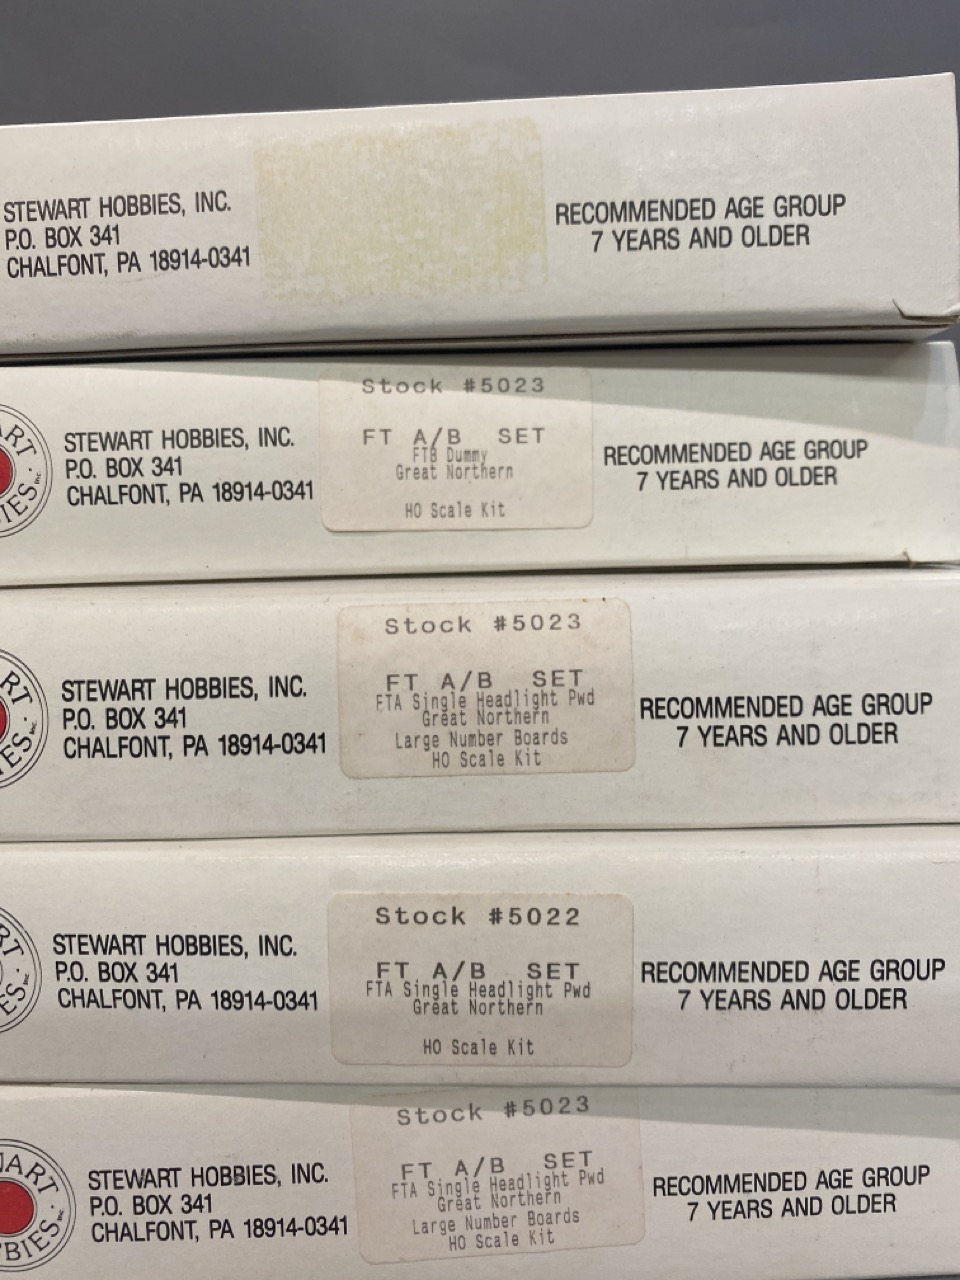 STEWART HOBBIES, INC.
P.O. BOX 341
CHALFONT, PA 18914-0341
RECOMMENDED AGE GROUP
7 YEARS AND OLDER
STEWART HOBBIES, INC.
P.O. BOX 341
CHALFONT, PA 18914-0341
Stock #5023
FT A/B SET
FTB Dummy
Great Northern
HO Scale Kit
RECOMMENDED AGE GROUP
7 YEARS AND OLDER
STEWART HOBBIES, INC.
P.O. BOX 341
CHALFONT, PA 18914-0341
Stock #5023
FT A/B SET
FTA Single Headlight Pwd
Great Northern
Large Number Boards
HO Scale Kit
RECOMMENDED AGE GROUP
7 YEARS AND OLDER
STEWART HOBBIES, INC.
P.O. BOX 341
CHALFONT, PA 18914-0341
Stock #5022
FT A/B SET
FTA Single Headlight Pwd
Great Northern
HO Scale Kit
RECOMMENDED AGE GROUP
7 YEARS AND OLDER
STEWART HOBBIES, INC.
P.O. BOX 341
CHALFONT, PA 18914-0341
Stock #5023
FT A/B SET
FTA Single Headlight Pwd
Great Northern
Large Number Boards
HO Scale Kit
RECOMMENDED AGE GROUP
7 YEARS AND OLDER